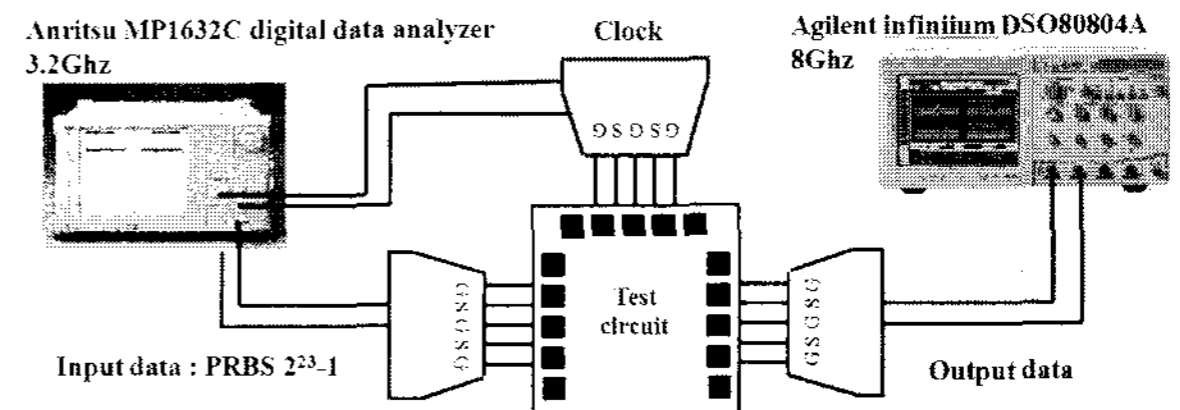 Anritsu MP1632C digital data analyzer
3.2Ghz
Clock
Agilent infiniium DSO80804A
8Ghz
GSGSG
GSGSG
Test
circuit
GSGSG
Input data : PRBS 2²³-1
Output data